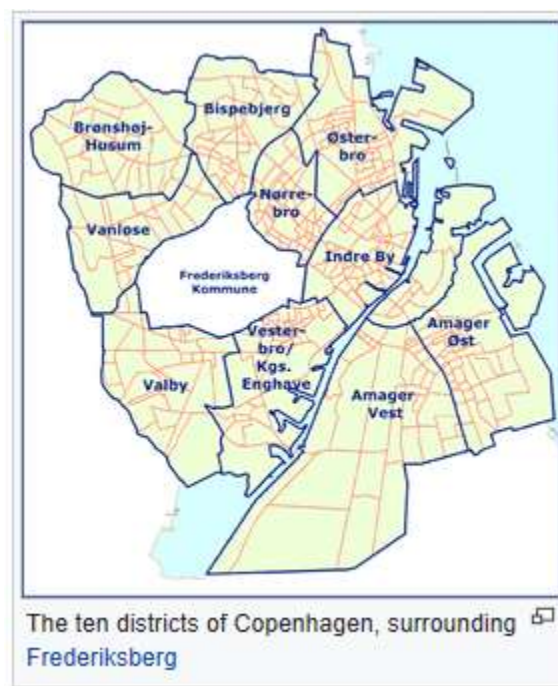 Bispebjerg
Brønshøj-
Husum
Øster-
bro
Nørre-
bro
Vanløse
Indre By
Frederiksberg
Kommune
Amager
Øst
Vester-
bro/
Kgs.
Enghave
Valby
Amager
Vest
The ten districts of Copenhagen, surrounding
Frederiksberg